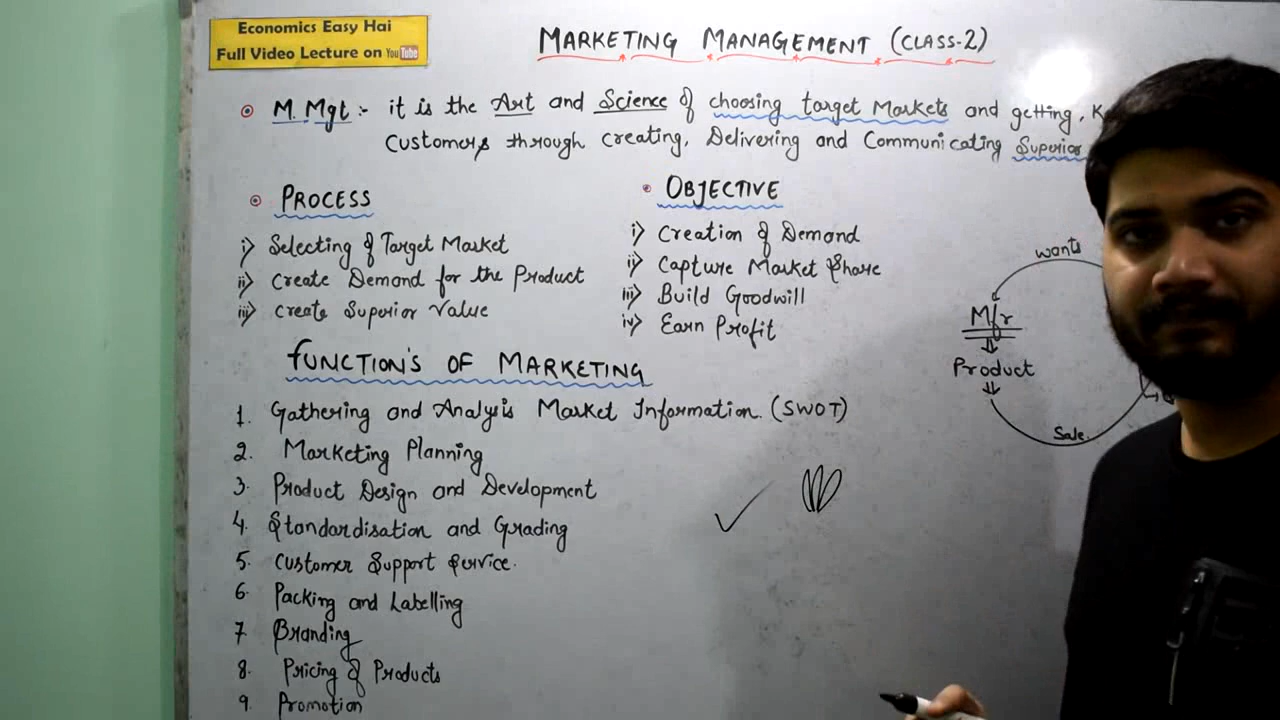 Economics Easy Hai
Full Video Lecture on YouTube
MARKETING MANAGEMENT (CLASS-2)
M. Mgt :- it is the Art and Science of choosing target Markets and getting,
Customers through creating, Delivering and Communicating Superior
PROCESS
i) Selecting of Target Market
ii) Create Demand for the Product
iii) Create Superior Value
OBJECTIVE
i) Creation of Demand
ii) Capture Market Share
iii) Build Goodwill
iv) Earn Profit
wants
M/r
Product
Sale
FUNCTION'S OF MARKETING
1. Gathering and Analysis Market Information. (SWOT)
2. Marketing Planning
3. Product Design and Development
4. Standardisation and Grading
5. Customer Support Service.
6. Packing and Labelling
7. Branding
8. Pricing of Products
9. Promotion